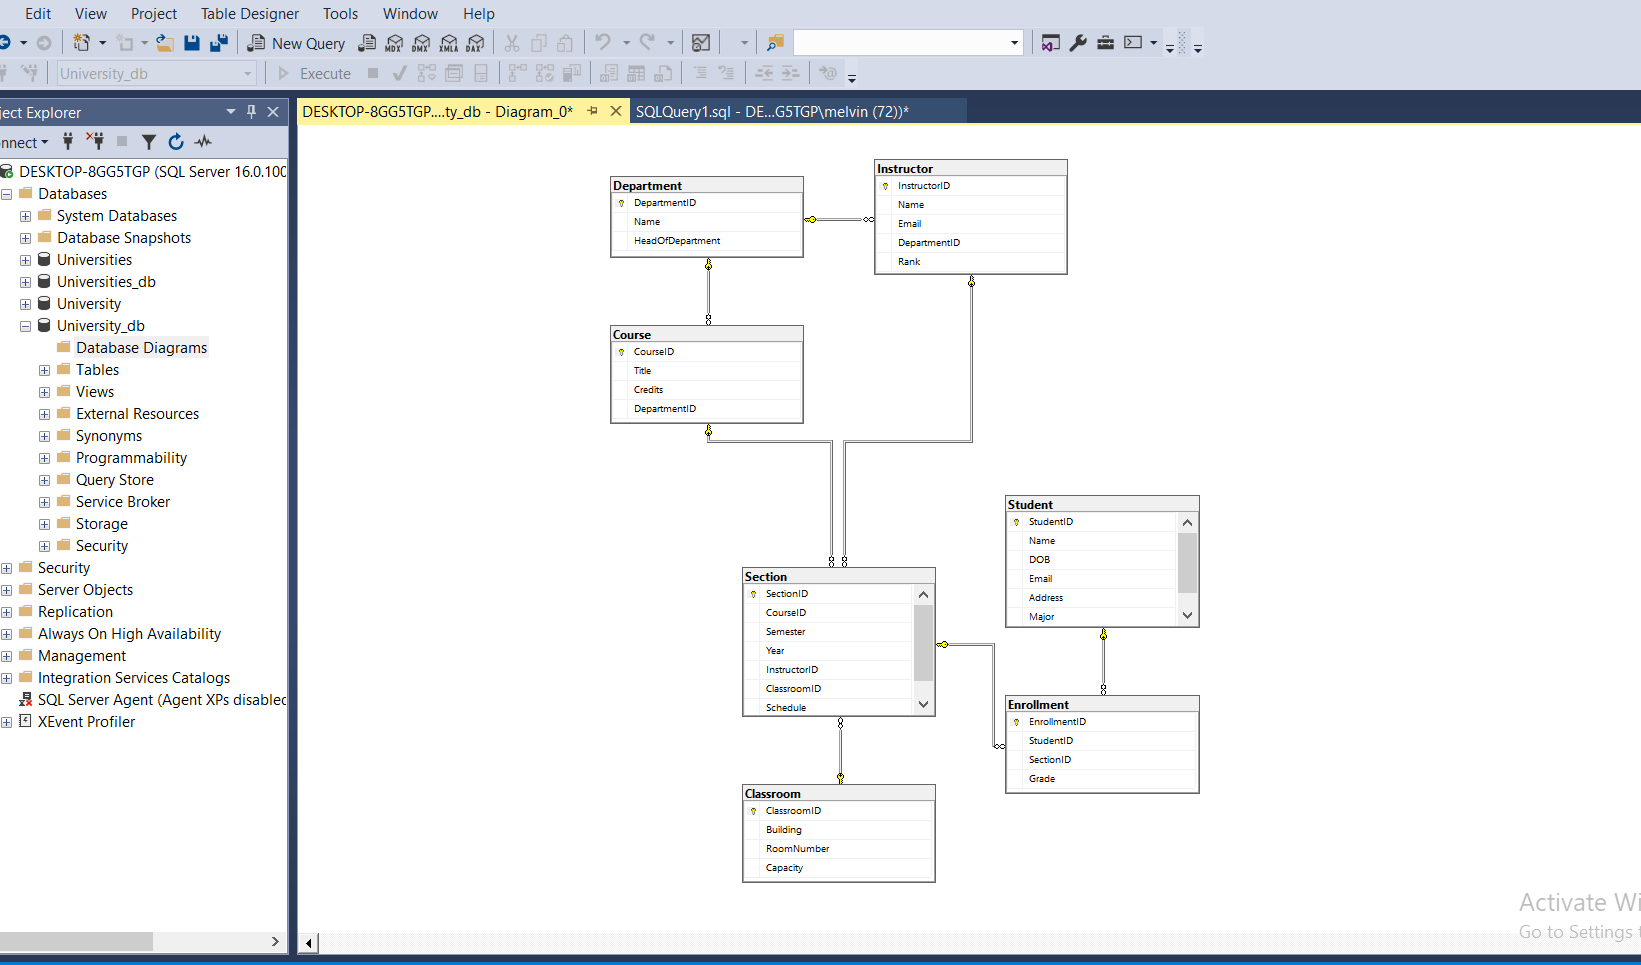 Edit View Project Table Designer Tools Window Help
New Query MDX DMX XMLA DAX
University_db Execute
ject Explorer
nnect
DESKTOP-8GG5TGP (SQL Server 16.0.100
Databases
System Databases
Database Snapshots
Universities
Universities_db
University
University_db
Database Diagrams
Tables
Views
External Resources
Synonyms
Programmability
Query Store
Service Broker
Storage
Security
Security
Server Objects
Replication
Always On High Availability
Management
Integration Services Catalogs
SQL Server Agent (Agent XPs disabled
XEvent Profiler
DESKTOP-8GG5TGP....ty_db - Diagram_0*
SQLQuery1.sql - DE...G5TGP\melvin (72))*
Department
DepartmentID
Name
HeadOfDepartment
Instructor
InstructorID
Name
Email
DepartmentID
Rank
Course
CourseID
Title
Credits
DepartmentID
Student
StudentID
Name
DOB
Email
Address
Major
Section
SectionID
CourseID
Semester
Year
InstructorID
ClassroomID
Schedule
Enrollment
EnrollmentID
StudentID
SectionID
Grade
Classroom
ClassroomID
Building
RoomNumber
Capacity
Activate Wi
Go to Settings t